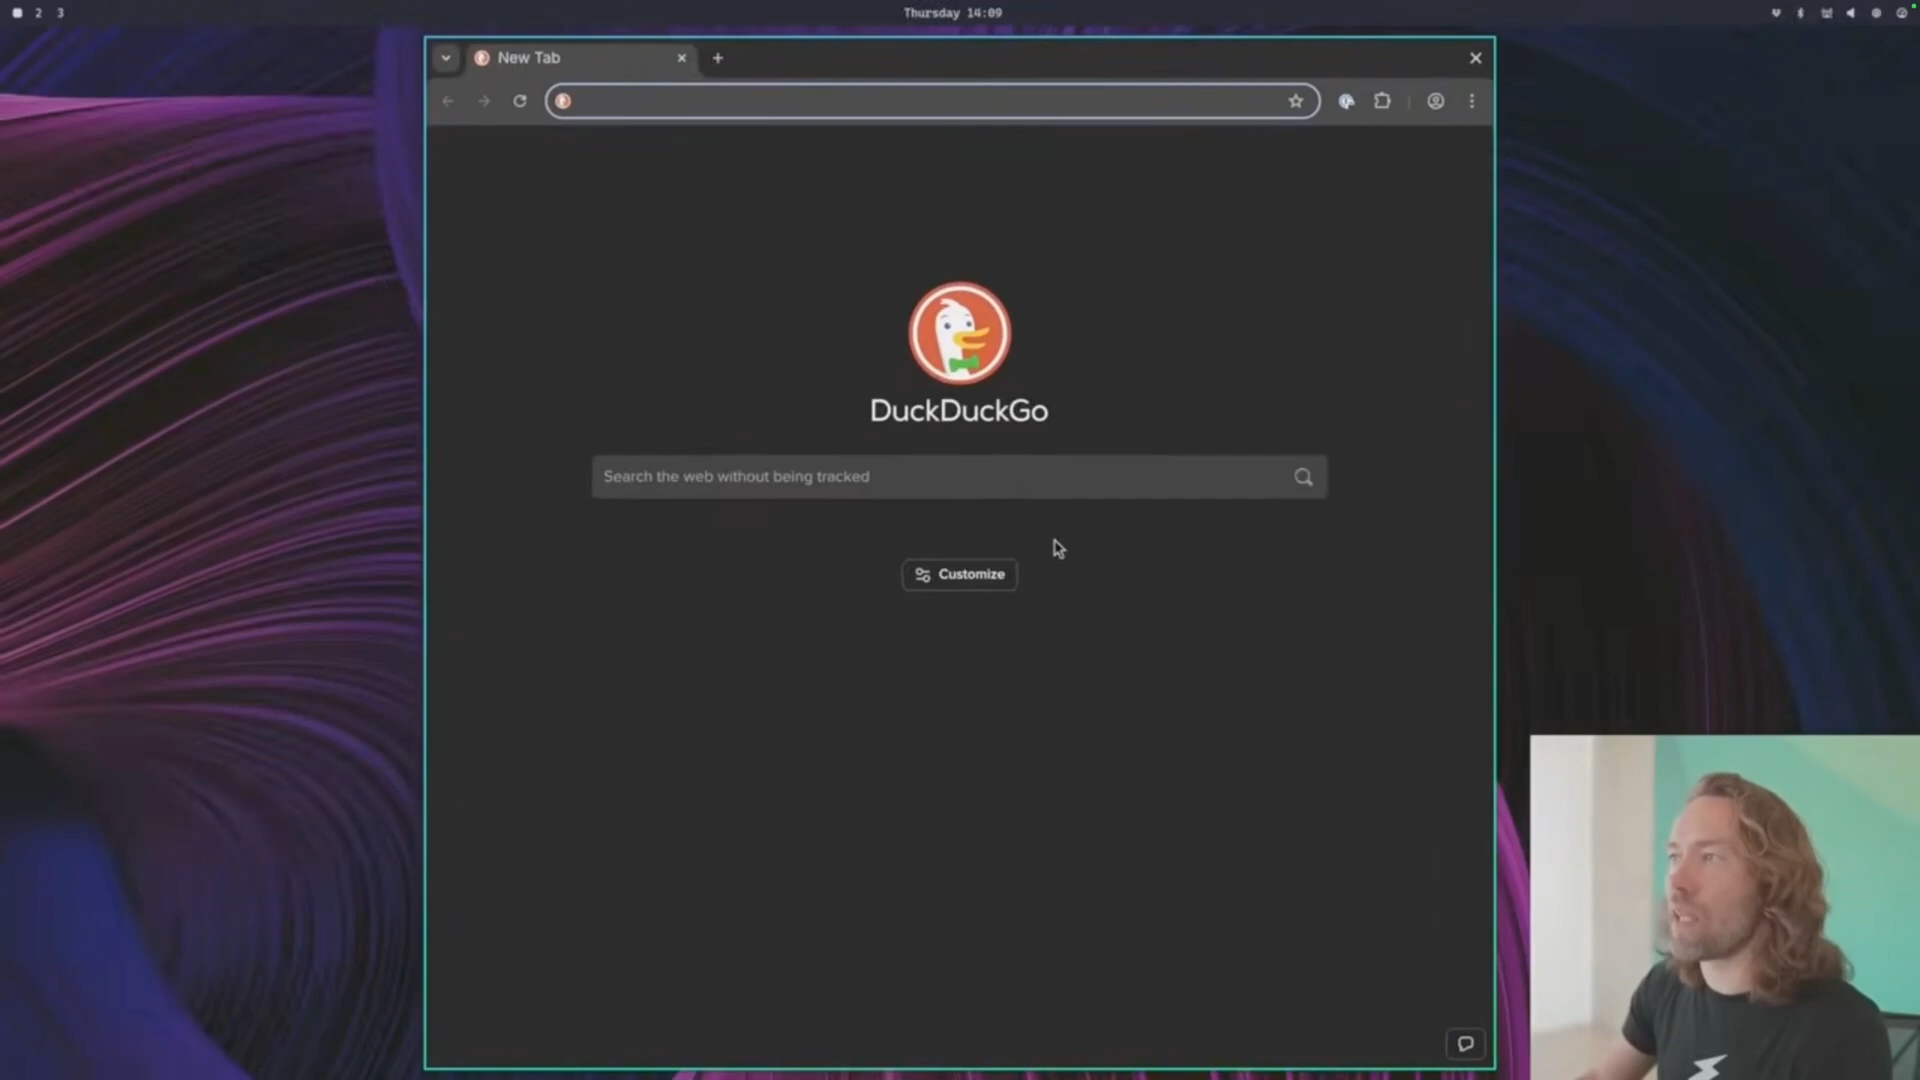 2 3
Thursday 14:09
New Tab
DuckDuckGo
Search the web without being tracked
Customize